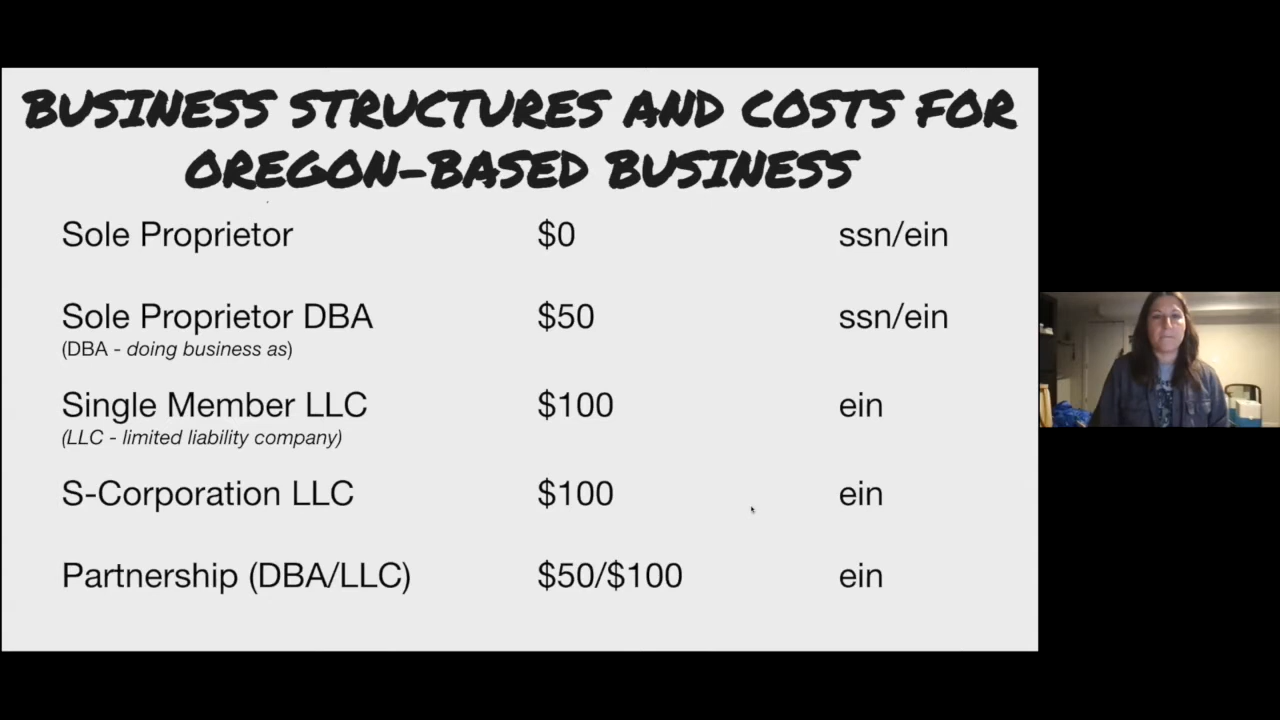 BUSINESS STRUCTURES AND COSTS FOR
OREGON-BASED BUSINESS
Sole Proprietor $0 ssn/ein
Sole Proprietor DBA $50 ssn/ein
(DBA - doing business as)
Single Member LLC $100 ein
(LLC - limited liability company)
S-Corporation LLC $100 ein
Partnership (DBA/LLC) $50/$100 ein